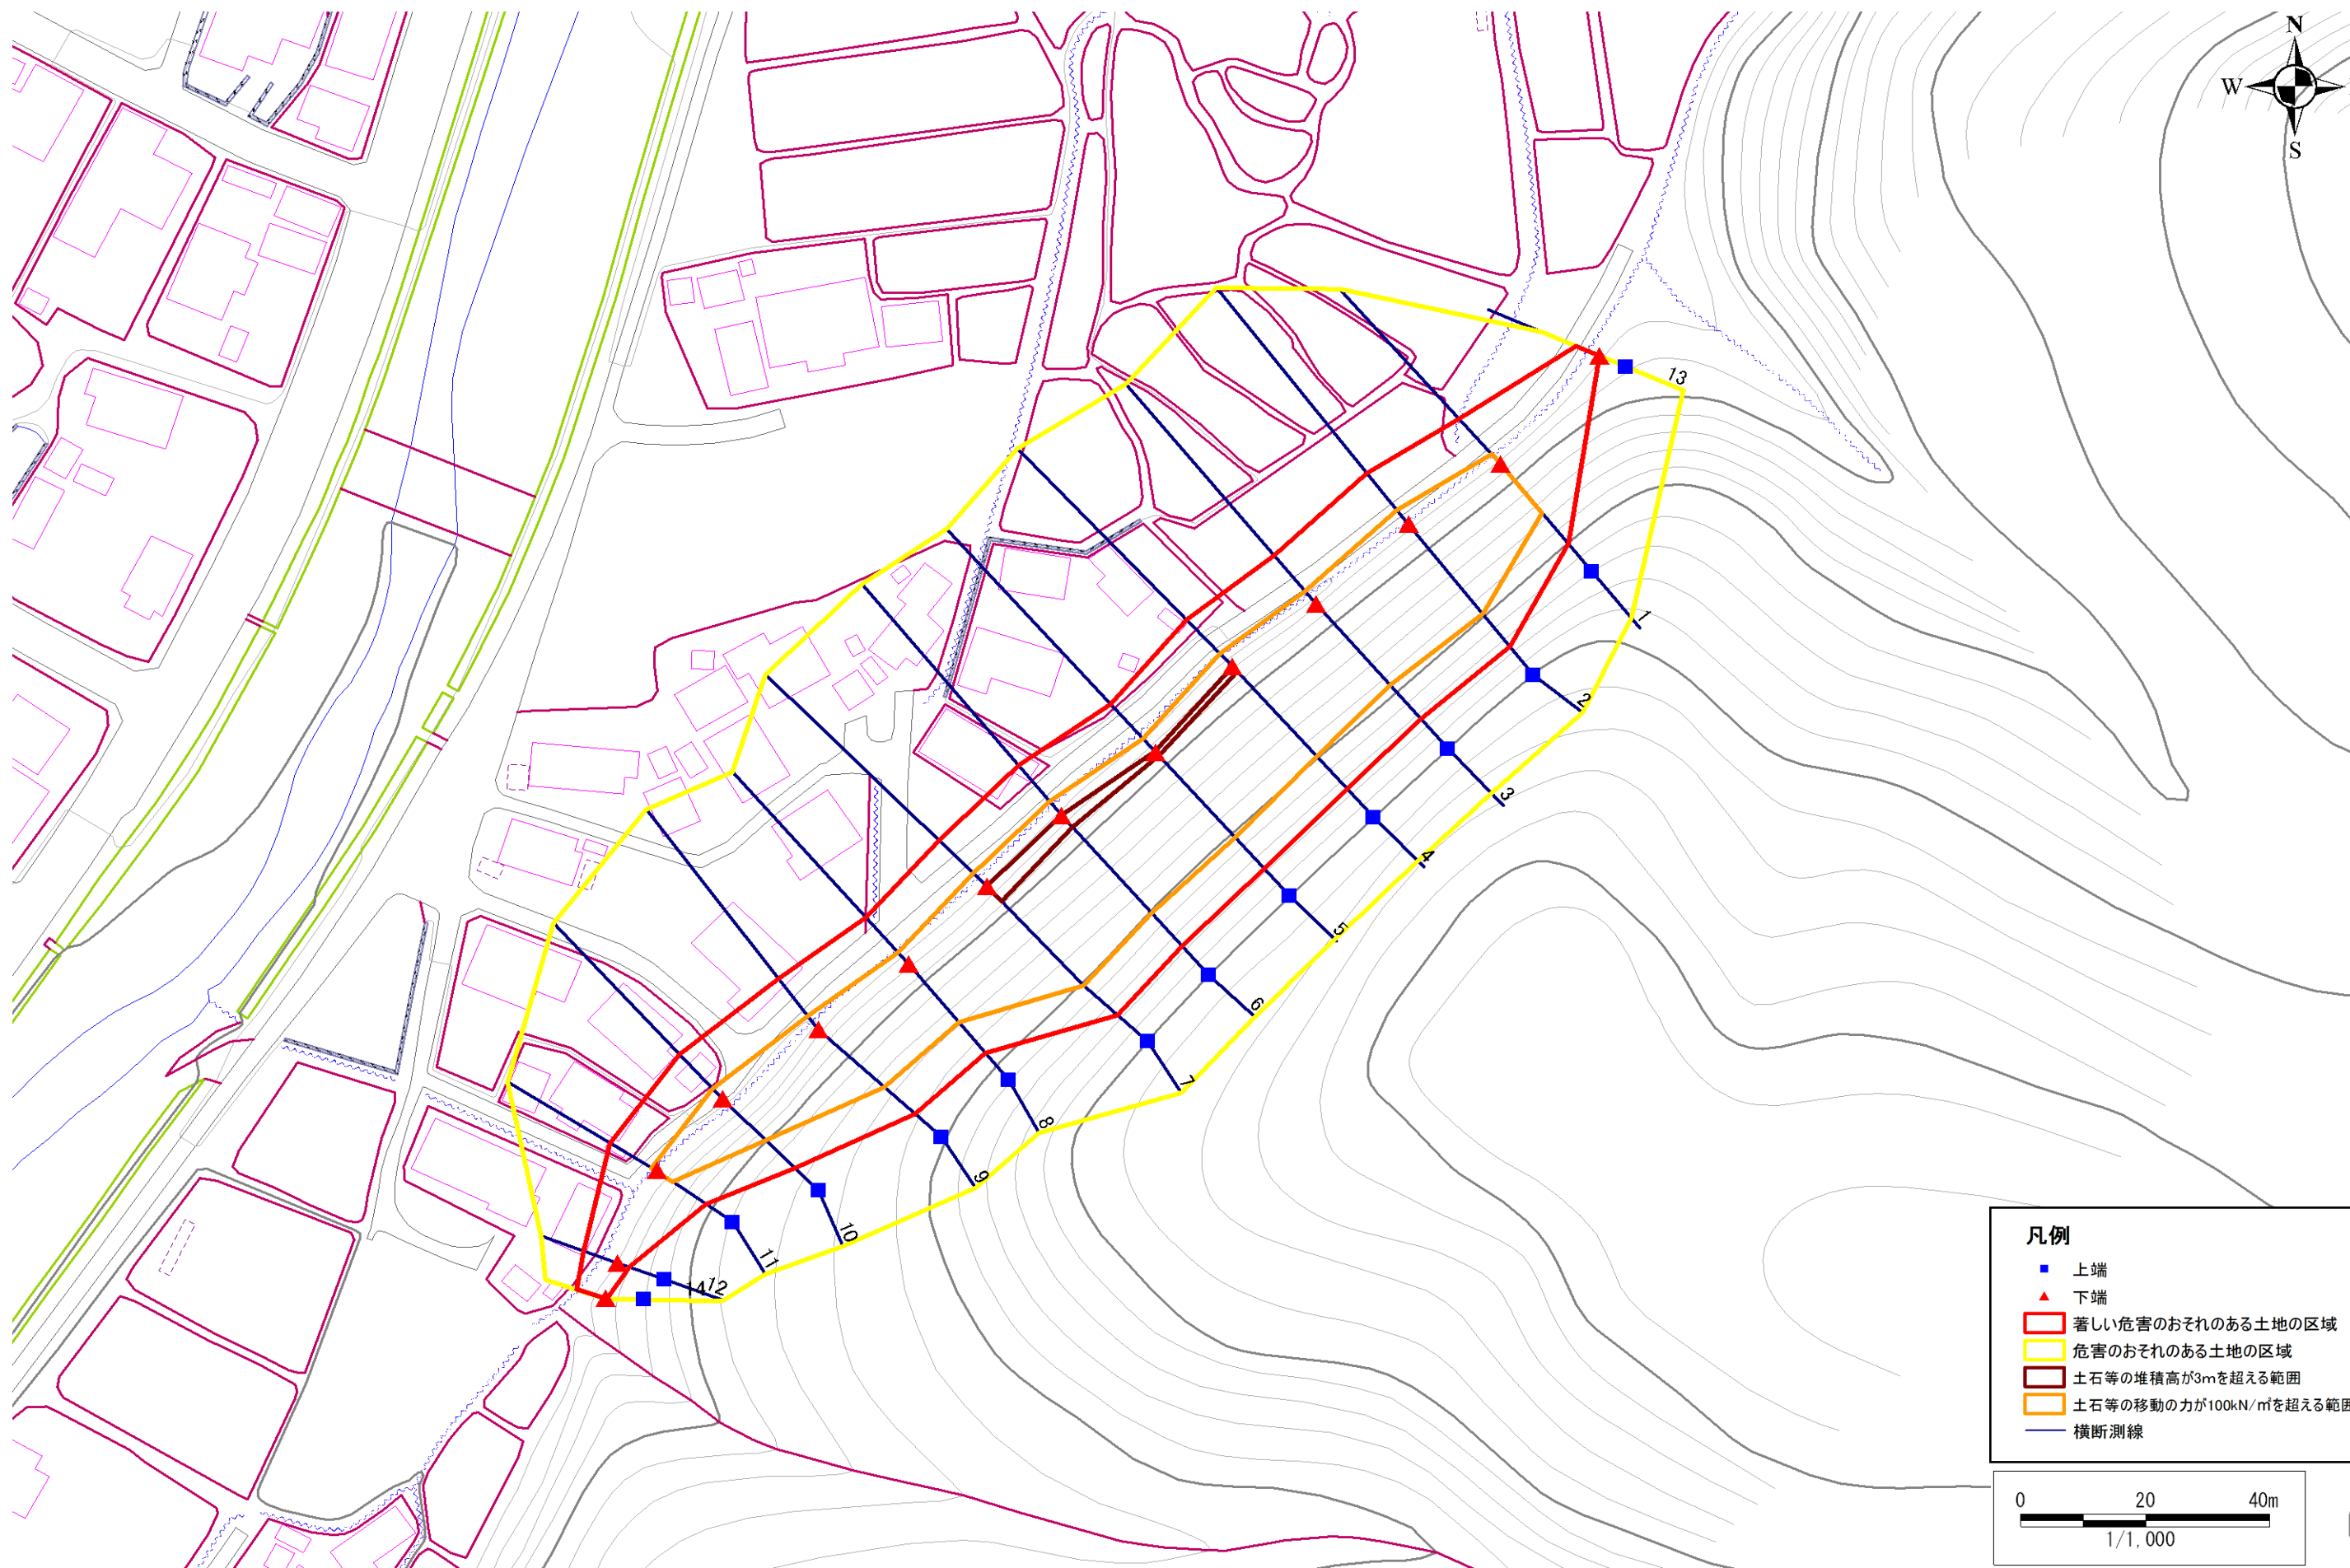 N
W
S
13
1
2
3
4
5
6
7
8
9
10
11
14
12
凡例
上端
下端
著しい危害のおそれのある土地の区域
危害のおそれのある土地の区域
土石等の堆積高が3mを超える範囲
土石等の移動の力が100kN/㎡を超える範囲
横断測線
0 20 40m
1/1,000